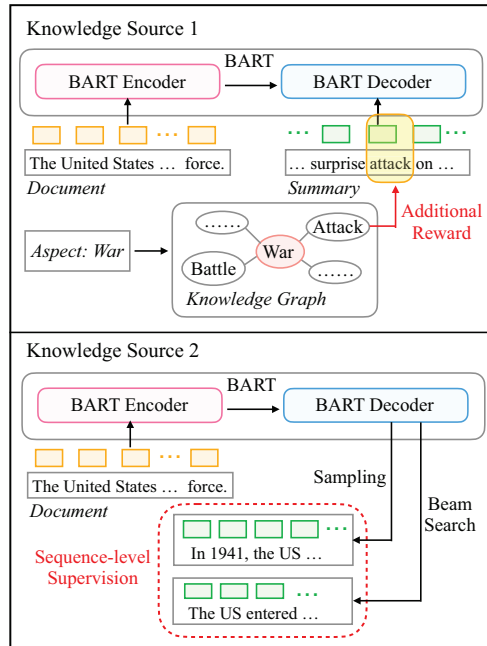 Knowledge Source 1
BART
BART Encoder
BART Decoder
The United States … force.
Document
… surprise attack on …
Summary
Additional
Reward
Aspect: War
……
Attack
War
Battle
……
Knowledge Graph
Knowledge Source 2
BART
BART Encoder
BART Decoder
The United States … force.
Document
Sampling
Beam
Search
Sequence-level
Supervision
In 1941, the US …
The US entered …